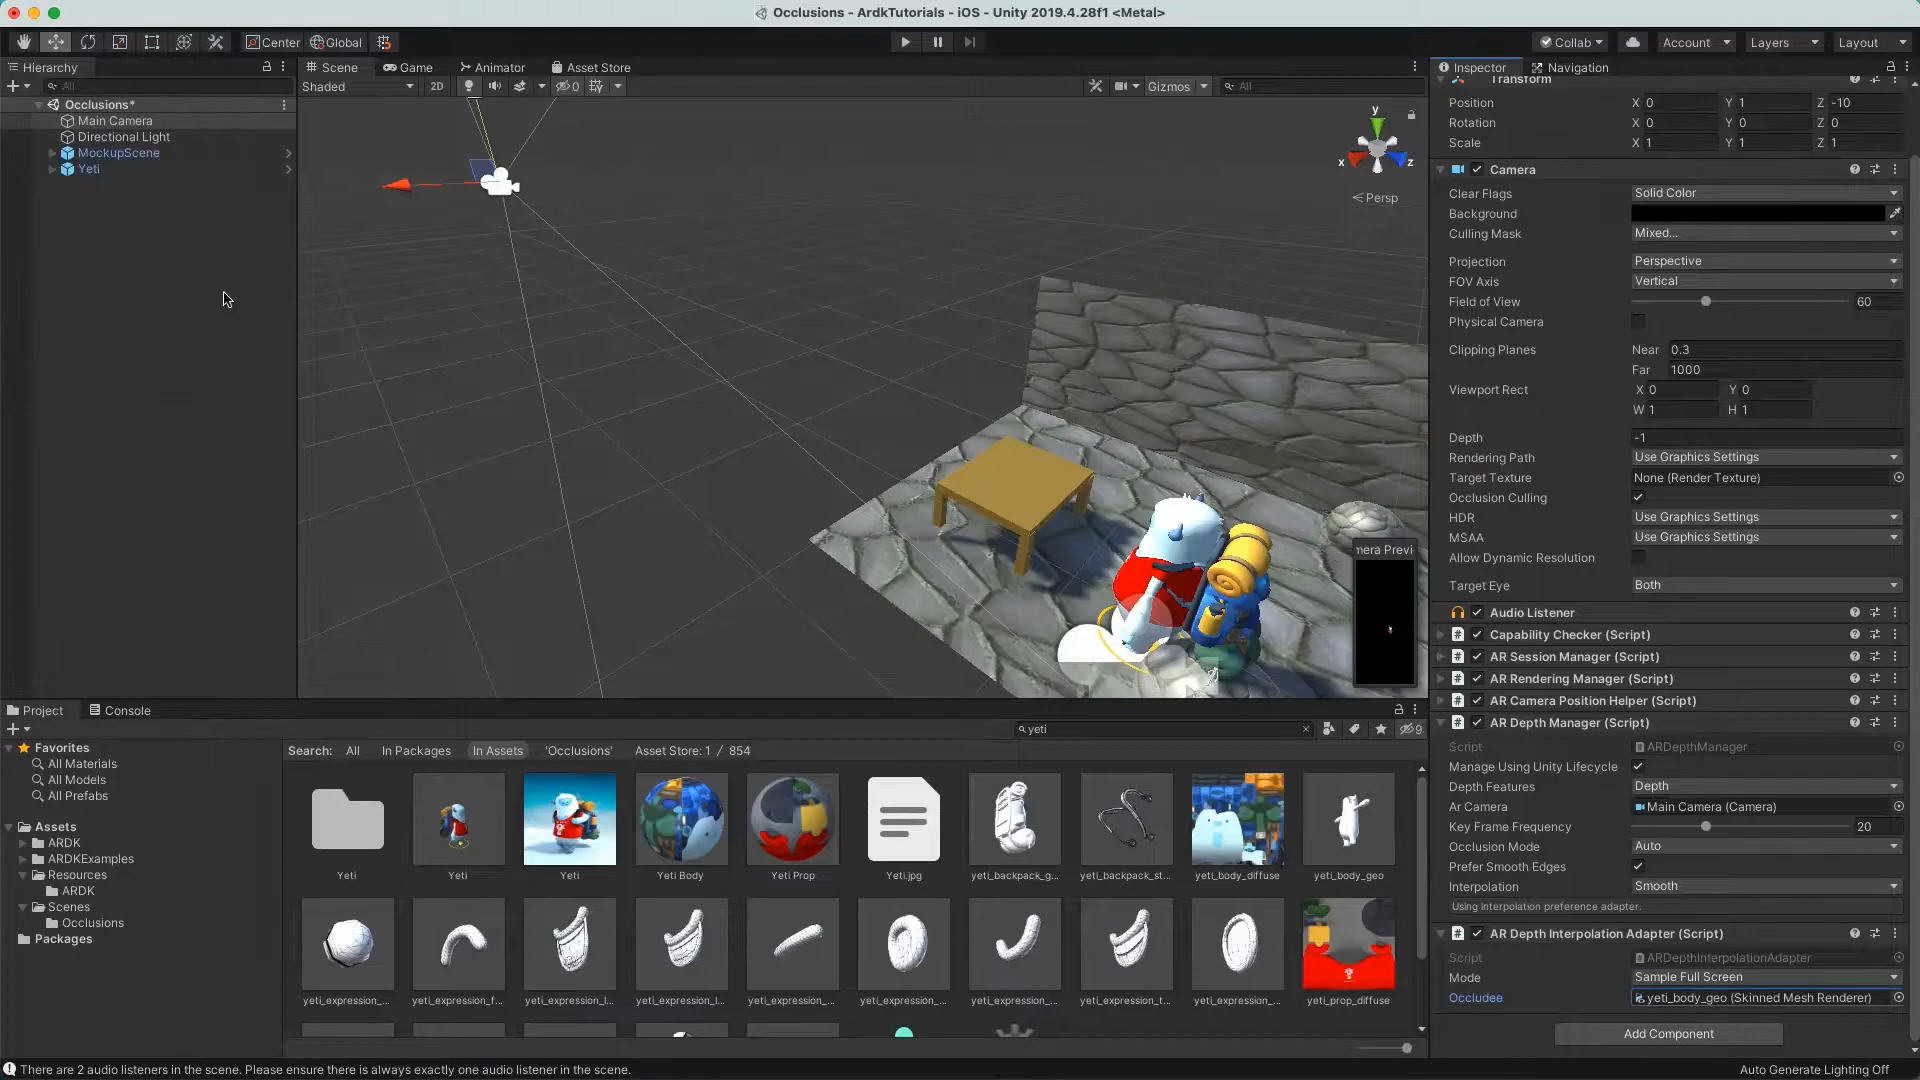 Occlusions - ArdkTutorials - iOS - Unity 2019.4.28f1 <Metal>
Center
Global
Collab
Account
Layers
Layout
Hierarchy
All
Occlusions*
Main Camera
Directional Light
MockupScene
Yeti
Scene
Game
Animator
Asset Store
Shaded
2D
0
Gizmos
All
y
x
z
Persp
mera Previ
Inspector
Navigation
Transform
Position X 0 Y 1 Z -10
Rotation X 0 Y 0 Z 0
Scale X 1 Y 1 Z 1
Camera
Clear Flags Solid Color
Background
Culling Mask Mixed...
Projection Perspective
FOV Axis Vertical
Field of View 60
Physical Camera
Clipping Planes Near 0.3
Far 1000
Viewport Rect X 0 Y 0
W 1 H 1
Depth -1
Rendering Path Use Graphics Settings
Target Texture None (Render Texture)
Occlusion Culling
HDR Use Graphics Settings
MSAA Use Graphics Settings
Allow Dynamic Resolution
Target Eye Both
Audio Listener
# Capability Checker (Script)
# AR Session Manager (Script)
# AR Rendering Manager (Script)
# AR Camera Position Helper (Script)
# AR Depth Manager (Script)
Script ARDepthManager
Manage Using Unity Lifecycle
Depth Features Depth
Ar Camera Main Camera (Camera)
Key Frame Frequency 20
Occlusion Mode Auto
Prefer Smooth Edges
Interpolation Smooth
Using interpolation preference adapter.
# AR Depth Interpolation Adapter (Script)
Script ARDepthInterpolationAdapter
Mode Sample Full Screen
Occludee yeti_body_geo (Skinned Mesh Renderer)
Add Component
Project
Console
yeti
9
Favorites
All Materials
All Models
All Prefabs
Assets
ARDK
ARDKExamples
Resources
ARDK
Scenes
Occlusions
Packages
Search: All In Packages In Assets 'Occlusions' Asset Store: 1 / 854
Yeti
Yeti
Yeti
Yeti Body
Yeti Prop
Yeti.jpg
yeti_backpack_g...
yeti_backpack_st...
yeti_body_diffuse
yeti_body_geo
yeti_expression_...
yeti_expression_f...
yeti_expression_l...
yeti_expression_l...
yeti_expression_...
yeti_expression_...
yeti_expression_...
yeti_expression_t...
yeti_expression_...
yeti_prop_diffuse
There are 2 audio listeners in the scene. Please ensure there is always exactly one audio listener in the scene.
Auto Generate Lighting Off